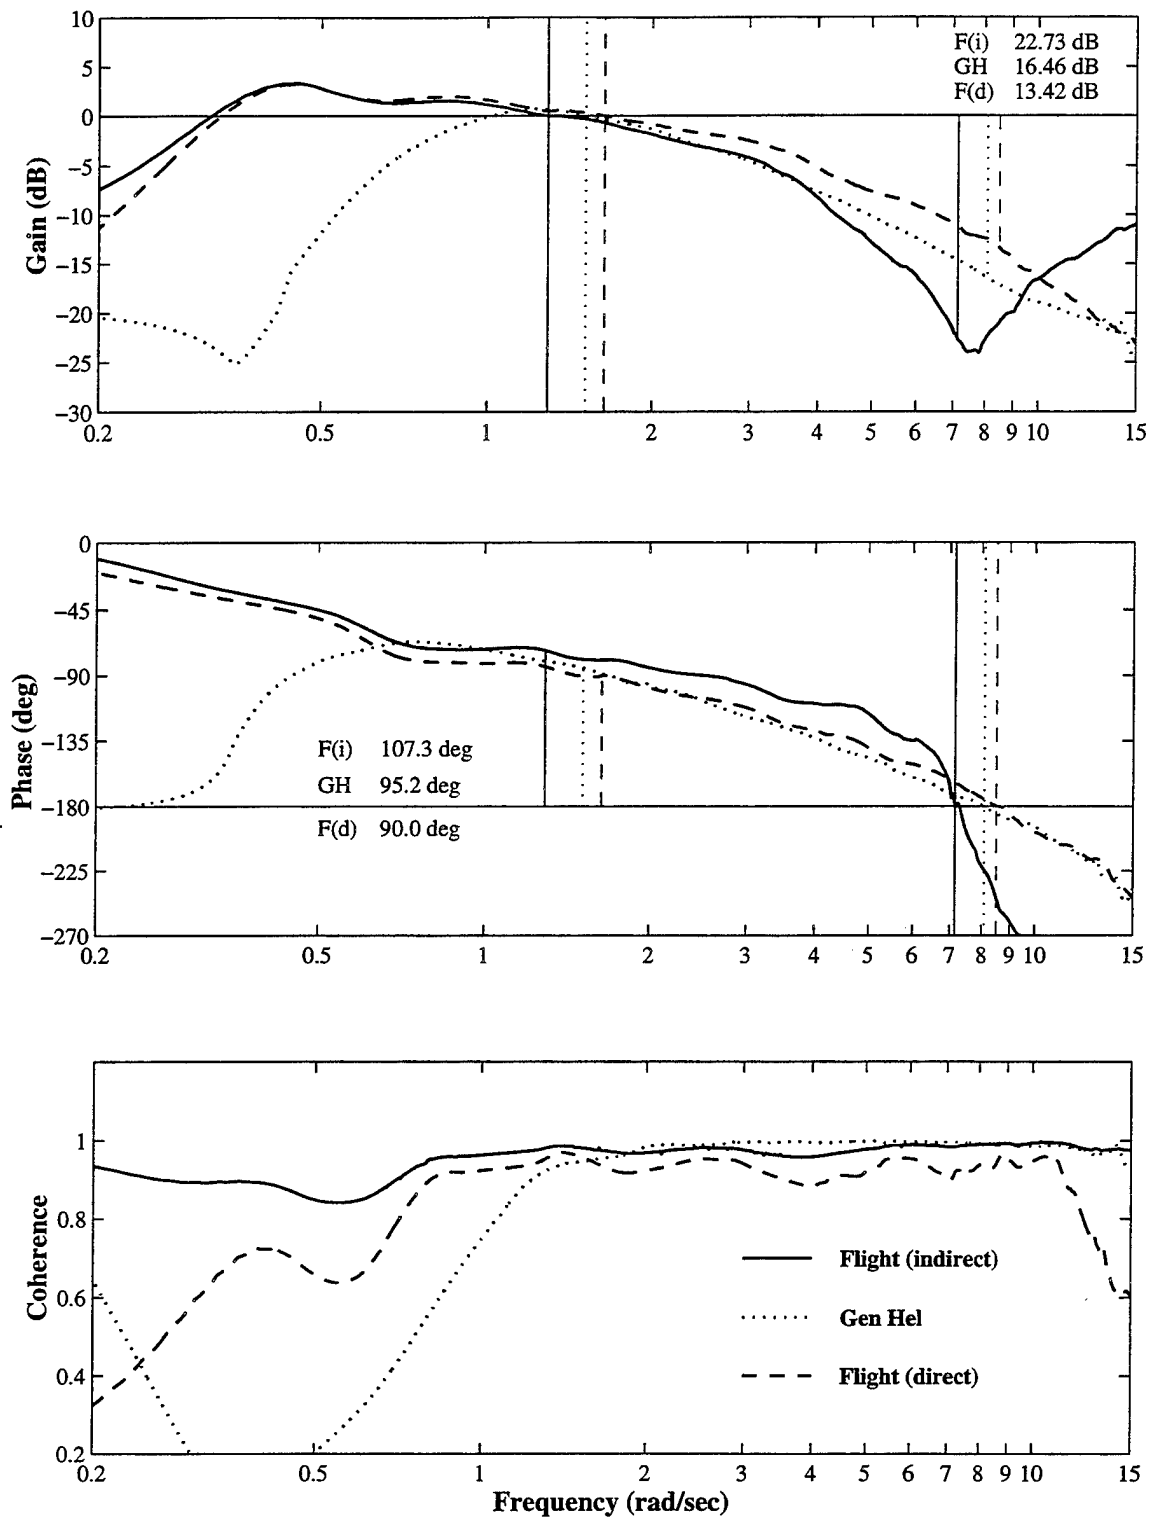 10
5
0
−5
−10
−15
−20
−25
−30
Gain (dB)
F(i) 22.73 dB
GH 16.46 dB
F(d) 13.42 dB
0.2 0.5 1 2 3 4 5 6 7 8 9 10 15
0
−45
−90
−135
−180
−225
−270
Phase (deg)
F(i) 107.3 deg
GH 95.2 deg
F(d) 90.0 deg
0.2 0.5 1 2 3 4 5 6 7 8 9 10 15
1
0.8
0.6
0.4
0.2
Coherence
Flight (indirect)
Gen Hel
Flight (direct)
0.2 0.5 1 2 3 4 5 6 7 8 9 10 15
Frequency (rad/sec)